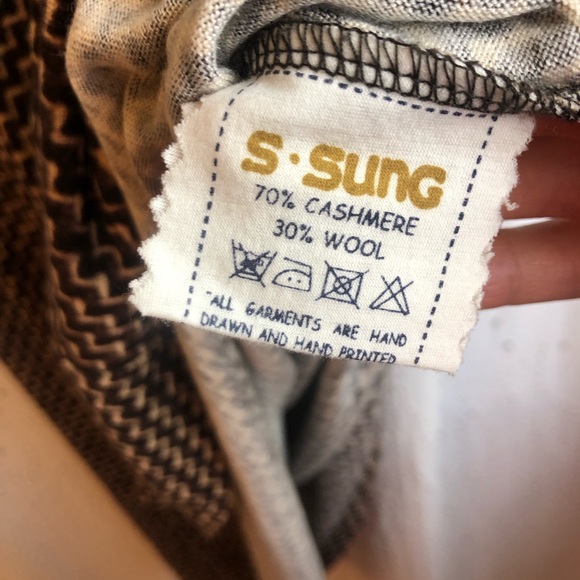 S·SUNG
70% CASHMERE
30% WOOL
"ALL GARMENTS ARE HAND
DRAWN AND HAND PRINTED